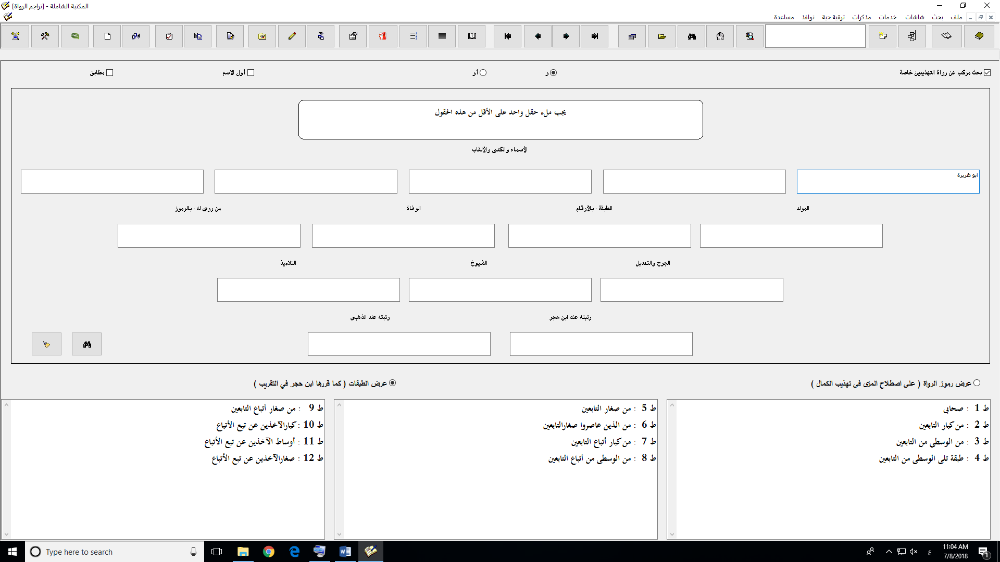 المكتبة الشاملة - [تراجم الرواة]
ملف بحث شاشات خدمات مذكرات ترقية حية نوافذ مساعدة
بحث مركب عن رواة التهذيبين خاصة و أو أول الاسم مطابق
يجب ملء حقل واحد على الأقل من هذه الحقول
الأسماء والكنى والألقاب
ابو هريرة
المولد الطبقة - بالأرقام الوفاة من روى له - بالرموز
الجرح والتعديل الشيوخ التلاميذ
رتبته عند ابن حجر رتبته عند الذهبي
عرض رموز الرواة ( على اصطلاح المزى فى تهذيب الكمال )
عرض الطبقات ( كما قررها ابن حجر في التقريب )
ط 1 : صحابى
ط 2 : من كبار التابعين
ط 3 : من الوسطى من التابعين
ط 4 : طبقة تلى الوسطى من التابعين
ط 5 : من صغار التابعين
ط 6 : من الذين عاصروا صغارالتابعين
ط 7 : من كبار أتباع التابعين
ط 8 : من الوسطى من أتباع التابعين
ط 9 : من صغار أتباع التابعين
ط 10 : كبارالآخذين عن تبع الأتباع
ط 11 : أوساط الآخذين عن تبع الأتباع
ط 12 : صغارالآخذين عن تبع الأتباع
Type here to search
ع
11:04 AM
7/8/2018
1